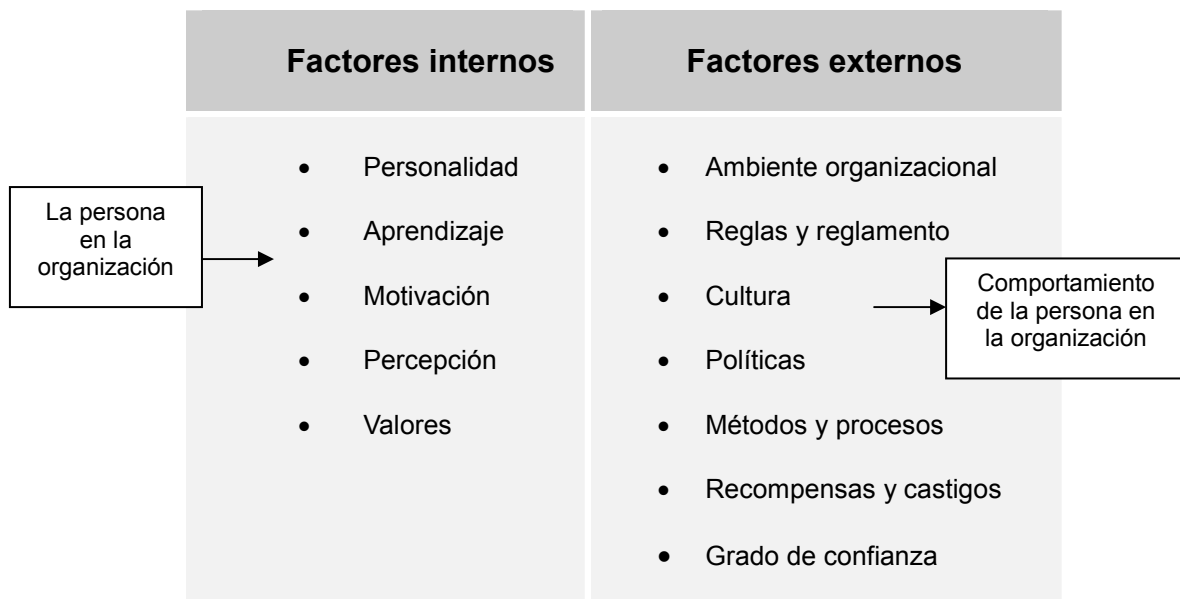 Factores internos
Factores externos
La persona
en la
organización
• Personalidad
• Aprendizaje
• Motivación
• Percepción
• Valores
• Ambiente organizacional
• Reglas y reglamento
• Cultura
• Políticas
• Métodos y procesos
• Recompensas y castigos
• Grado de confianza
Comportamiento
de la persona en
la organización